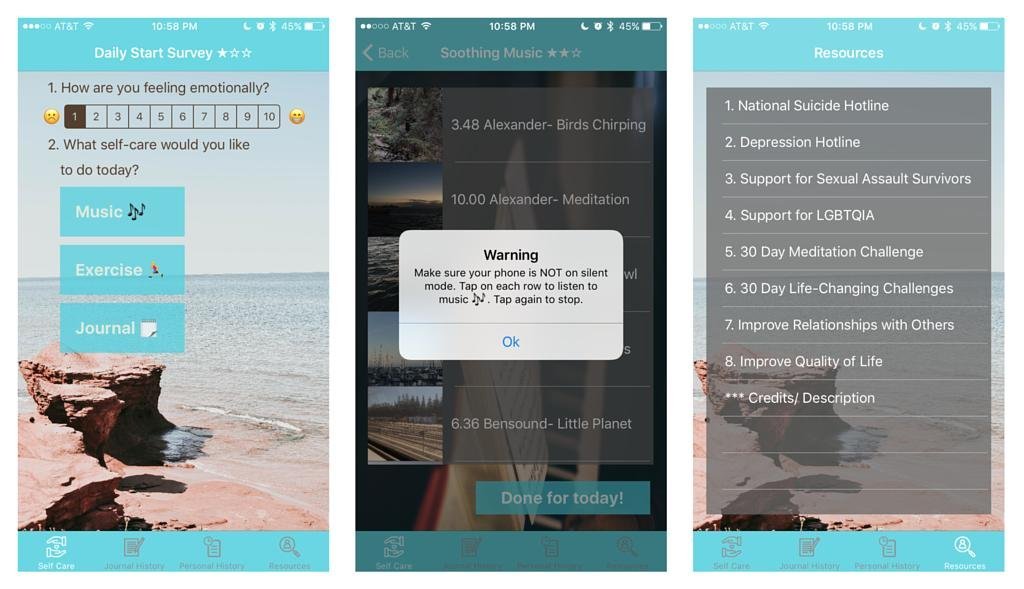 AT&T 10:58 PM 45%
Daily Start Survey ★☆☆
1. How are you feeling emotionally?
1 2 3 4 5 6 7 8 9 10
2. What self-care would you like
to do today?
Music
Exercise
Journal
Self Care Journal History Personal History Resources
AT&T 10:58 PM 45%
Back Soothing Music ★★☆
3.48 Alexander- Birds Chirping
10.00 Alexander- Meditation
Warning
Make sure your phone is NOT on silent
mode. Tap on each row to listen to
music 🎶. Tap again to stop.
Ok
6.36 Bensound- Little Planet
Done for today!
Self Care Journal History Personal History Resources
AT&T 10:58 PM 45%
Resources
1. National Suicide Hotline
2. Depression Hotline
3. Support for Sexual Assault Survivors
4. Support for LGBTQIA
5. 30 Day Meditation Challenge
6. 30 Day Life-Changing Challenges
7. Improve Relationships with Others
8. Improve Quality of Life
*** Credits/ Description
Self Care Journal History Personal History Resources